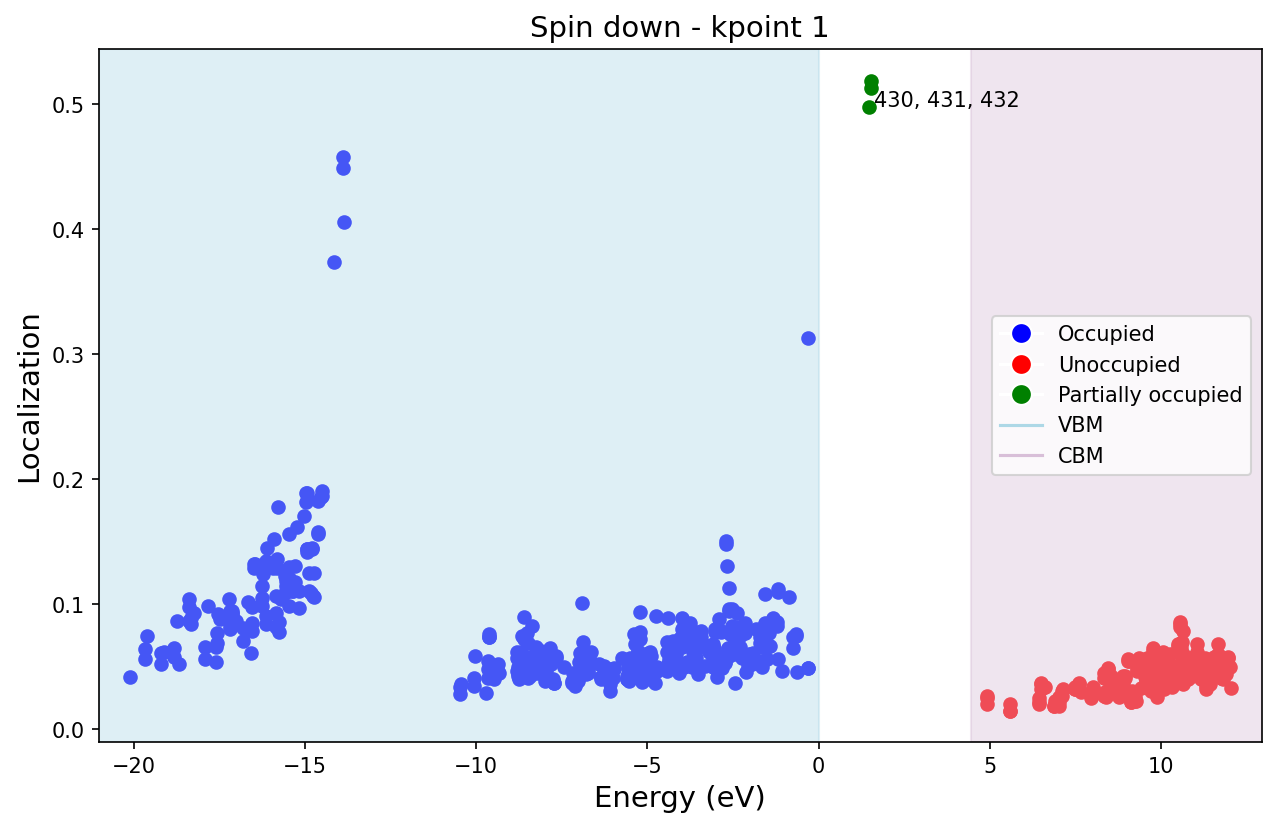 Spin down - kpoint 1
Localization
0.5
0.4
0.3
0.2
0.1
0.0
430, 431, 432
Occupied
Unoccupied
Partially occupied
VBM
CBM
−20
−15
−10
−5
0
5
10
Energy (eV)